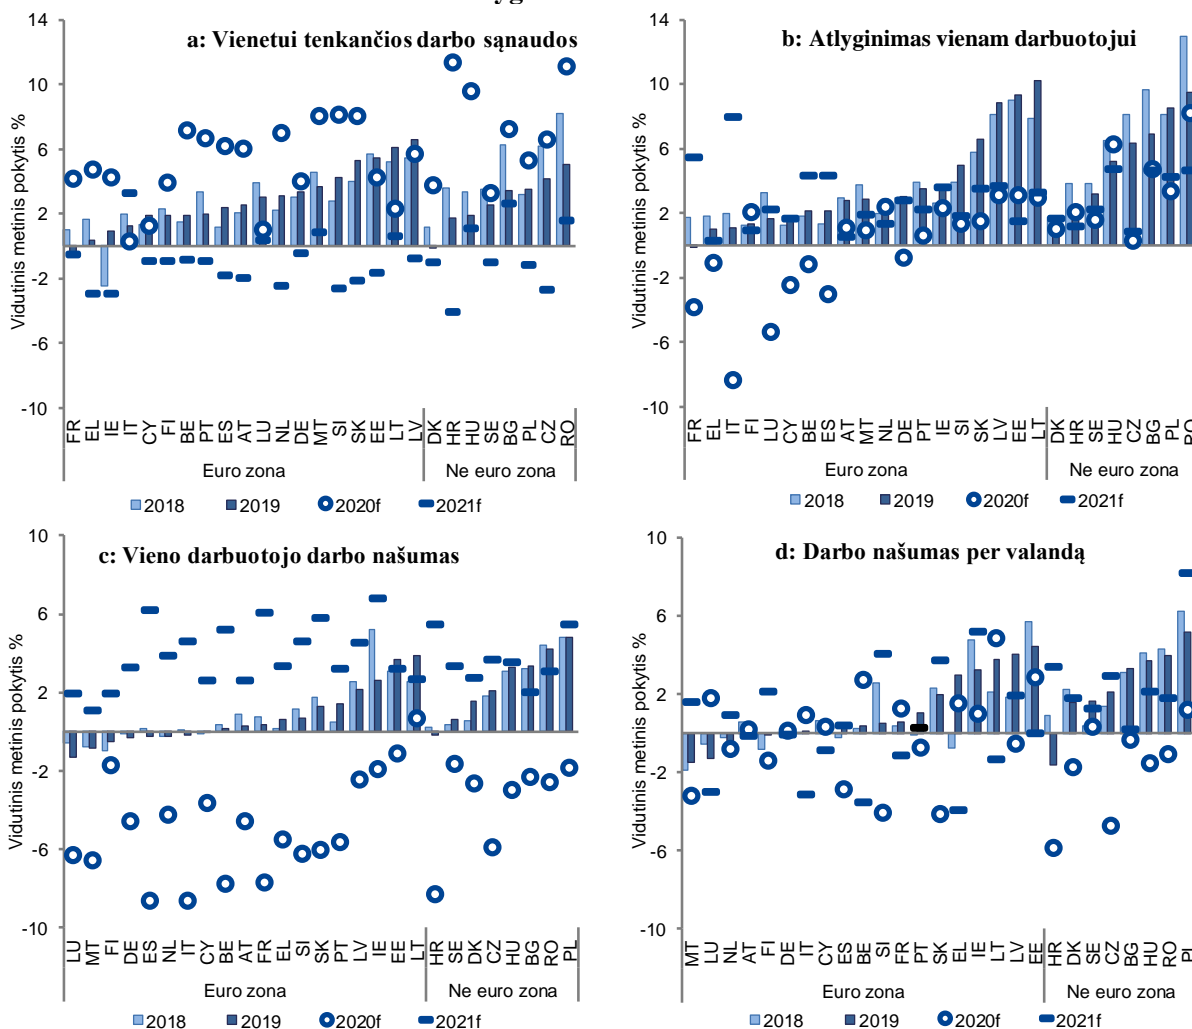 a: Vienetui tenkančios darbo sąnaudos
Vidutinis metinis pokytis %
14
10
6
2
-2
-6
-10
FR EL IE IT CY FI BE PT ES AT LU NL DE MT SI SK EE LT LV DK HR HU SE BG PL CZ RO
Euro zona Ne euro zona
2018 2019 2020f 2021f
b: Atlyginimas vienam darbuotojui
Vidutinis metinis pokytis %
14
10
6
2
-2
-6
-10
FR EL IT FI LU CY BE ES AT MT NL DE PT IE SI SK LV EE LT DK HR SE HU CZ BG PL RO
Euro zona Ne euro zona
2018 2019 2020f 2021f
c: Vieno darbuotojo darbo našumas
Vidutinis metinis pokytis %
10
6
2
-2
-6
-10
LU MT FI DE ES NL IT CY BE AT FR EL SI SK PT LV IE EE LT HR SE DK CZ HU BG RO PL
Euro zona Ne euro zona
2018 2019 2020f 2021f
d: Darbo našumas per valandą
Vidutinis metinis pokytis %
10
6
2
-2
-6
-10
MT LU NL AT FI DE IT CY ES BE SI FR PT SK EL IE LT LV EE HR DK SE CZ BG HU RO PL
Euro zona Ne euro zona
2018 2019 2020f 2021f